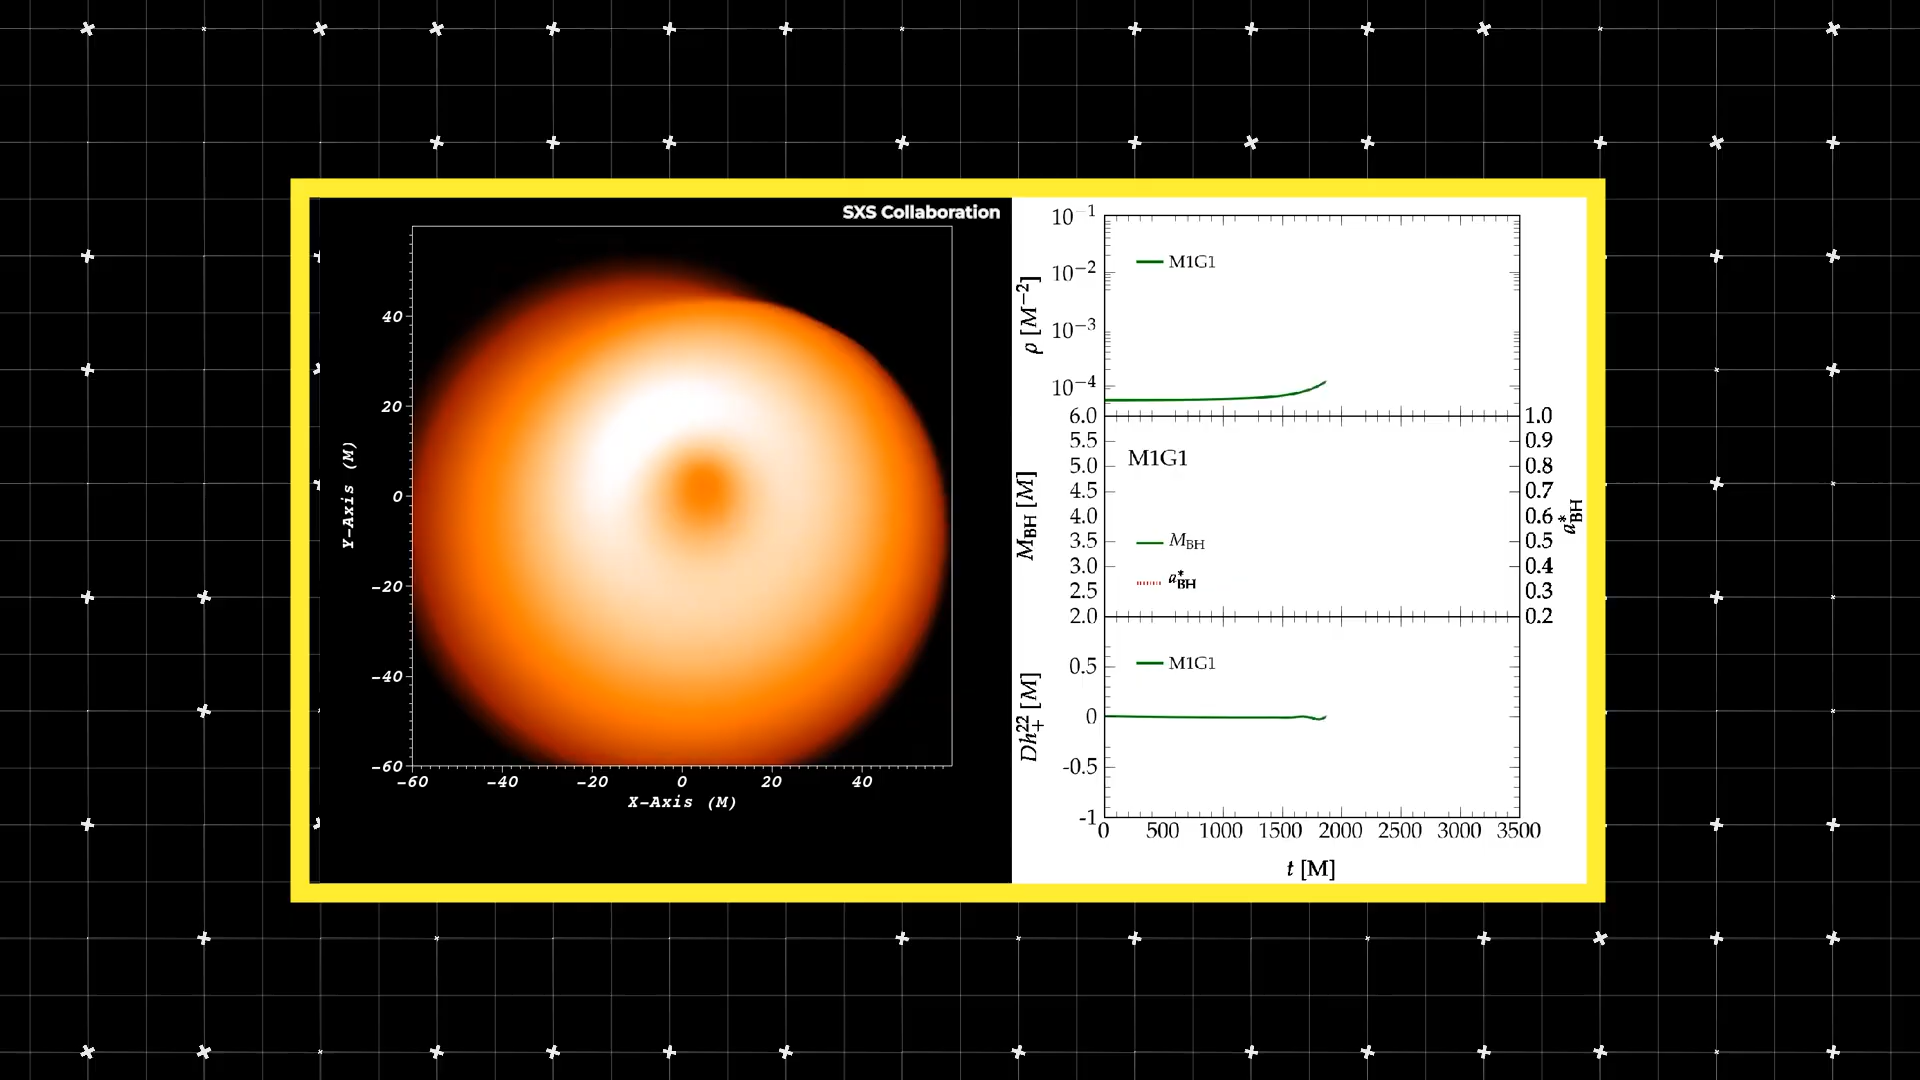 SXS Collaboration
40
20
0
-20
-40
-60
Y-Axis (M)
-60 -40 -20 0 20 40
X-Axis (M)
10⁻¹
10⁻²
10⁻³
10⁻⁴
ρ [M⁻²]
M1G1
6.0
5.5
5.0
4.5
4.0
3.5
3.0
2.5
2.0
M_BH [M]
M1G1
M_BH
a*_BH
1.0
0.9
0.8
0.7
0.6
0.5
0.4
0.3
0.2
a*_BH
0.5
0
-0.5
-1
Dh₊²² [M]
M1G1
0 500 1000 1500 2000 2500 3000 3500
t [M]